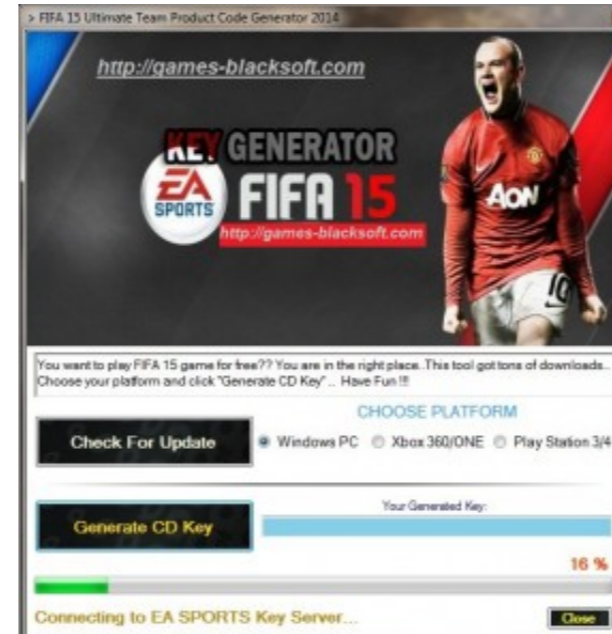 > FIFA 15 Ultimate Team Product Code Generator 2014
http://games-blacksoft.com
KEY GENERATOR
EA
SPORTS
FIFA 15
http://games-blacksoft.com
AON
10
You want to play FIFA 15 game for free?? You are in the right place..This tool got tons of downloads..
Choose your platform and click "Generate CD Key" .. Have Fun !!!
CHOOSE PLATFORM
Check For Update
Windows PC Xbox 360/ONE Play Station 3/4
Your Generated Key:
Generate CD Key
16 %
Connecting to EA SPORTS Key Server...
Close